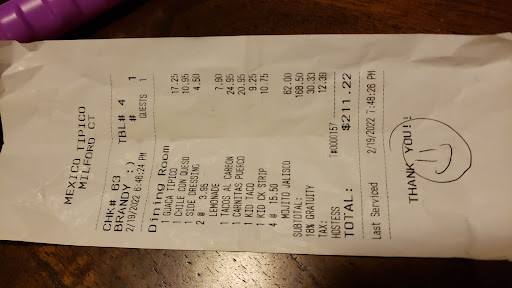 MEXICO TIPICO
MILFORD CT
CHK# 63 TBL# 4 1
BRANDY :) # GUESTS 1
2/19/2022 6:48:24 PM
Dining Room
1 GUACA TIPICO 17.25
1 CHILE CON QUESO 10.95
1 SIDE DRESSING 4.50
2 @ 3.95
LEMONADE 7.90
1 TACOS AL CARBON 24.95
1 CARNITAS PUERCO 20.95
1 KID TACO 9.25
1 KID CK STRIP 10.75
4 @ 15.50
MOJITO JALISCO 62.00
SUBTOTAL: 168.50
18% GRATUITY 30.33
TAX: 12.39
HOSTESS T#000157
TOTAL: $211.22
Last Serviced 2/19/2022 7:48:26 PM
THANK YOU!!